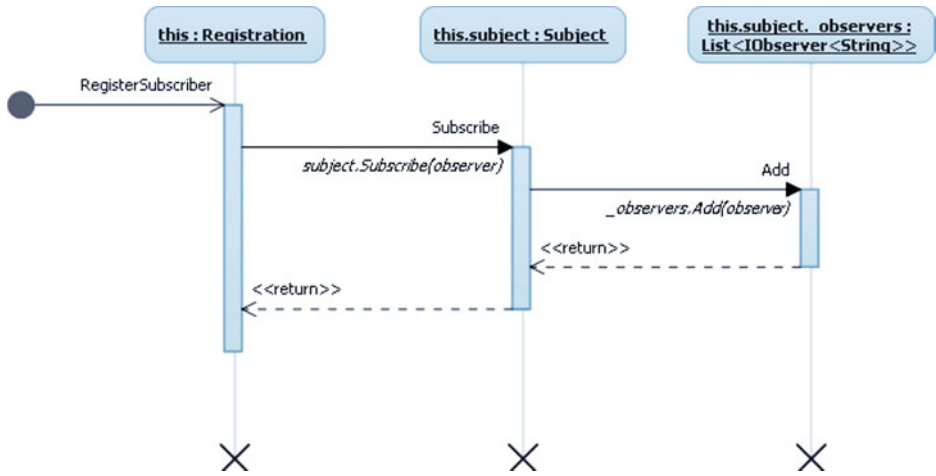 this : Registration
this.subject : Subject
this.subject._observers :
List<IObserver<String>>
RegisterSubscriber
Subscribe
subject.Subscribe(observer)
Add
_observers.Add(observer)
<<return>>
<<return>>